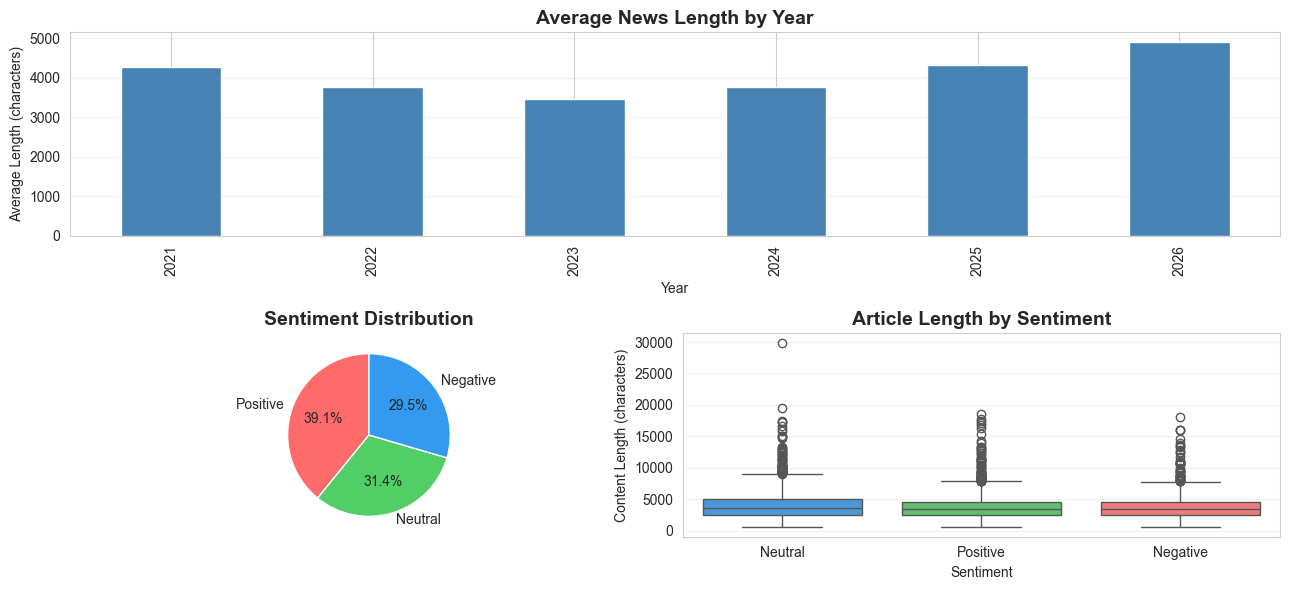 Average News Length by Year
Average Length (characters)
5000
4000
3000
2000
1000
0
2021
2022
2023
2024
2025
2026
Year
Sentiment Distribution
Positive
39.1%
Negative
29.5%
Neutral
31.4%
Article Length by Sentiment
Content Length (characters)
30000
25000
20000
15000
10000
5000
0
Neutral
Positive
Negative
Sentiment